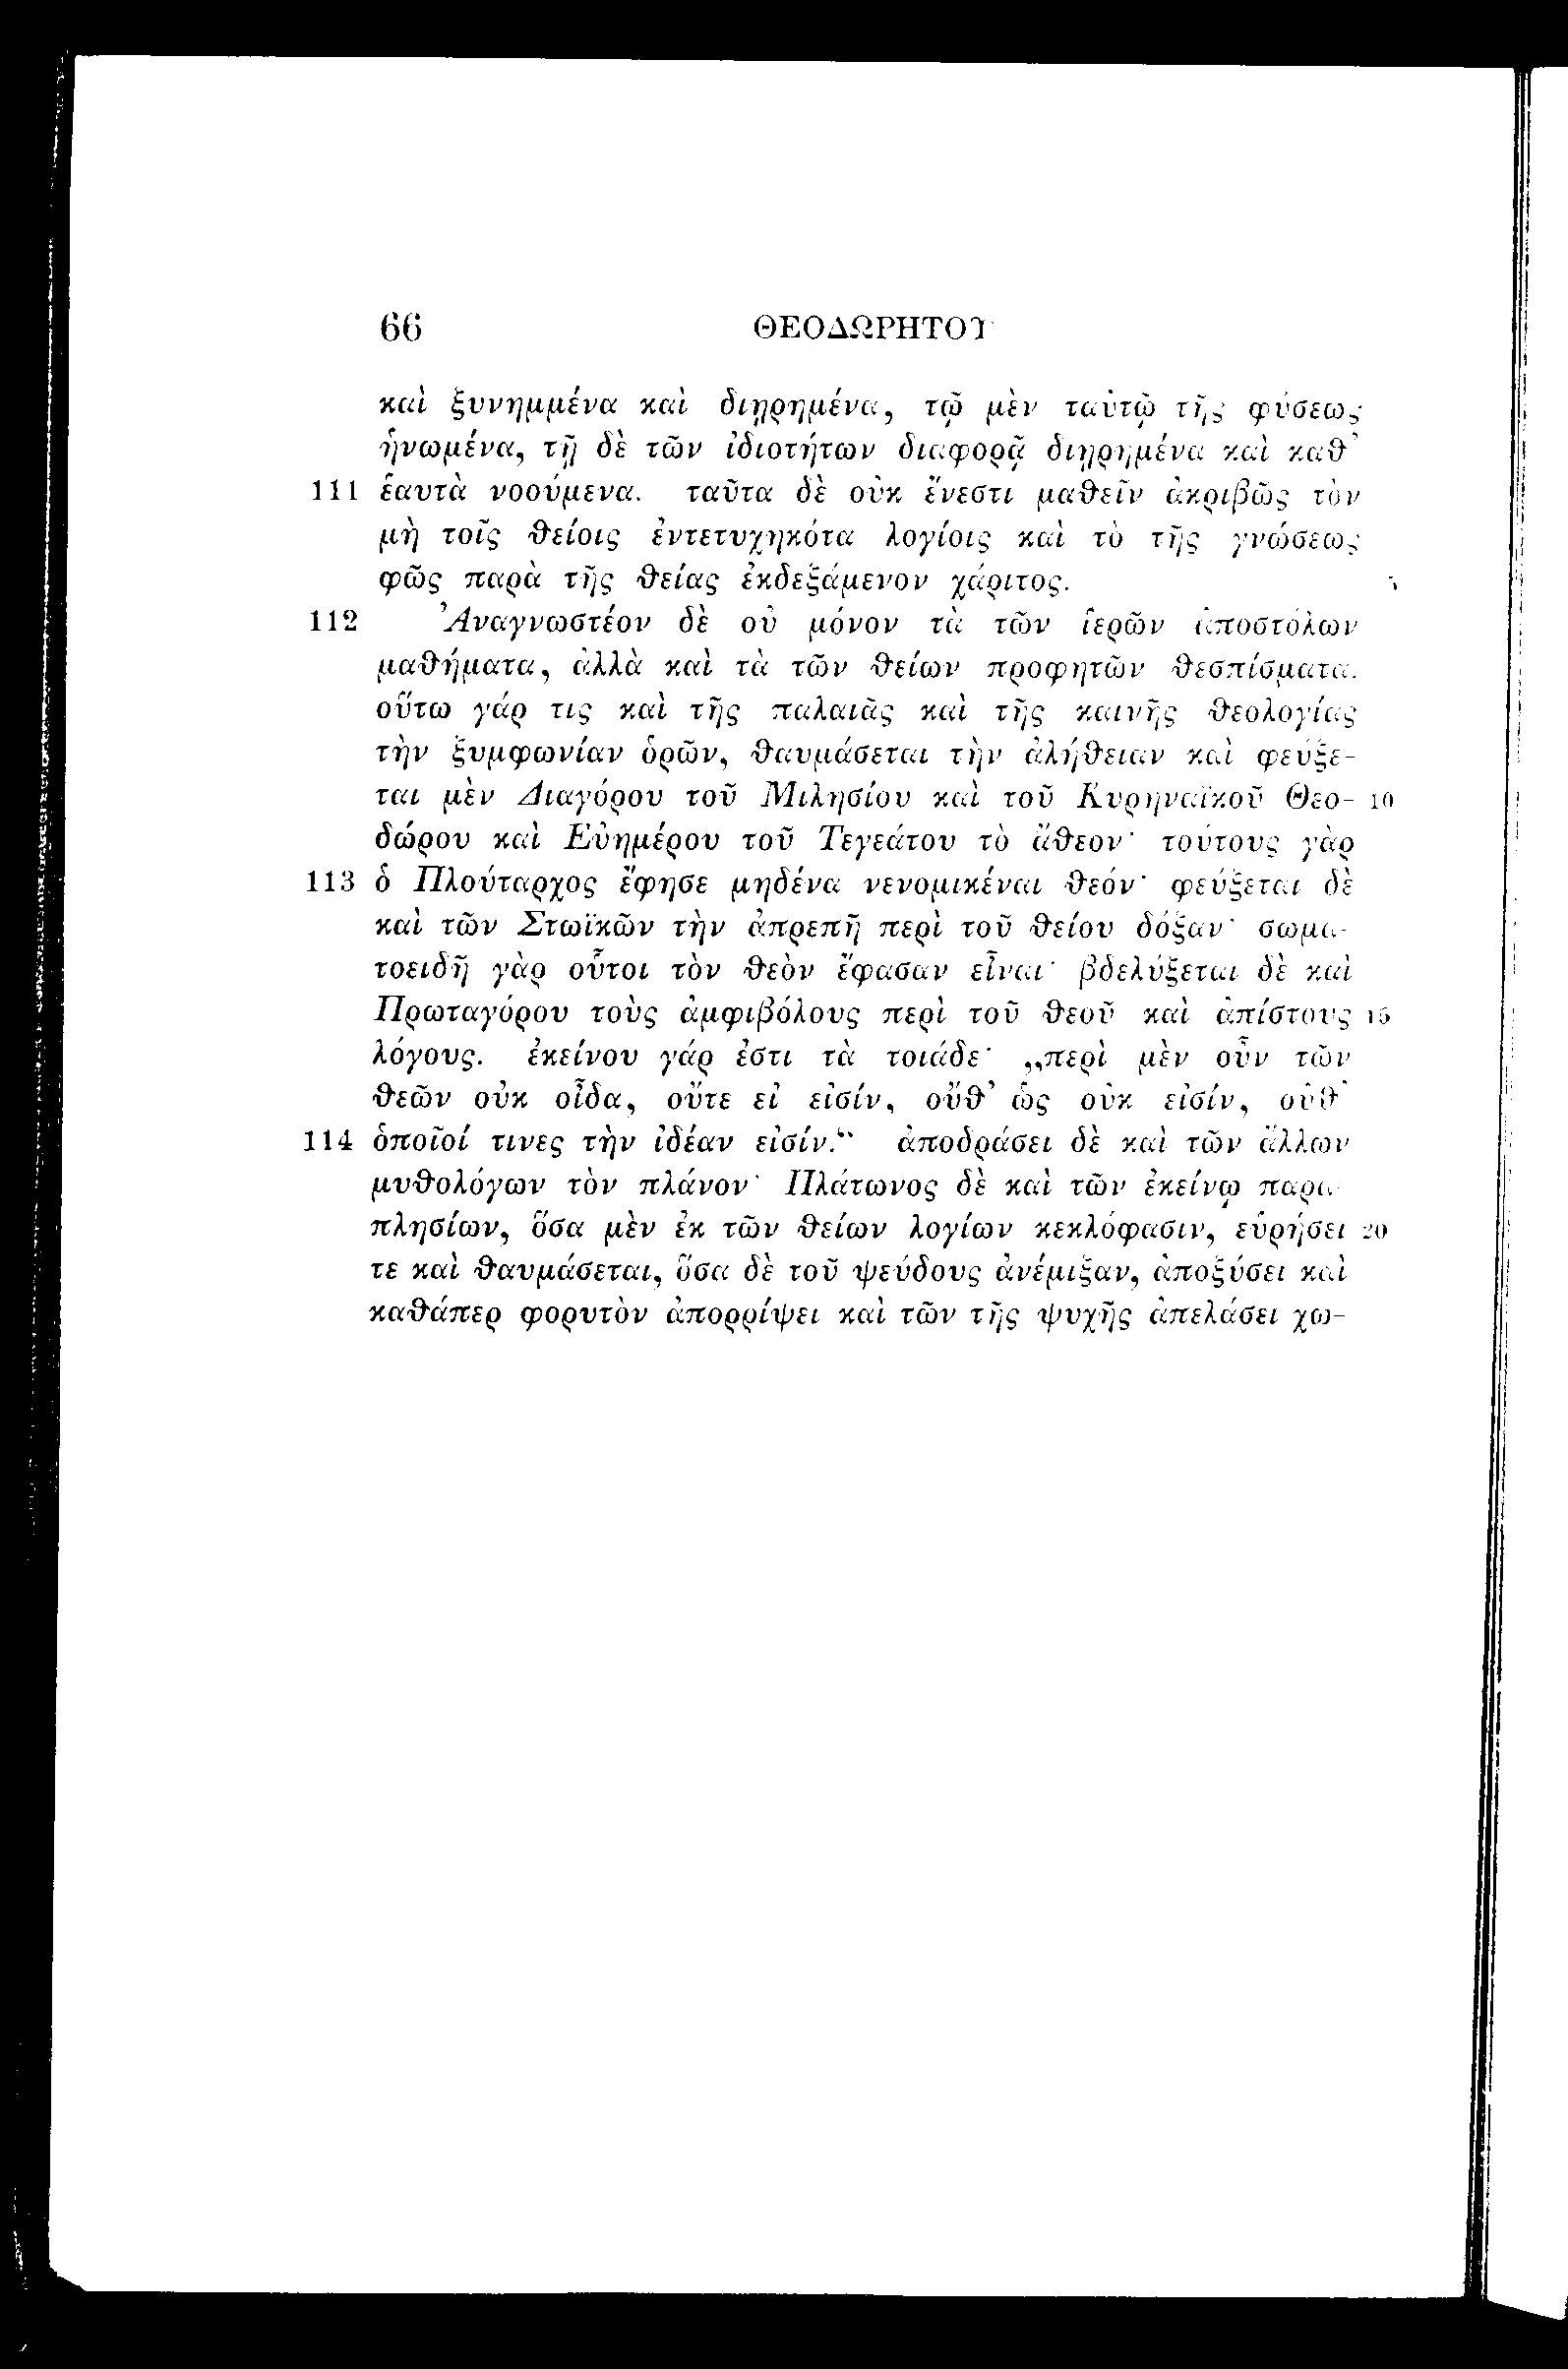 66 ΘΕΟΔΩΡΗΤΟΥ
καὶ ξυνημμένα καὶ διῃρημένα, τῷ μὲν ταὐτῷ τῆς φύσεως
ἡνωμένα, τῇ δὲ τῶν ἰδιοτήτων διαφορᾷ διῃρημένα καὶ καθ’
111 ἑαυτὰ νοούμενα. ταῦτα δὲ οὐκ ἔνεστι μαθεῖν ἀκριβῶς τὸν
μὴ τοῖς θείοις ἐντετυχηκότα λογίοις καὶ τὸ τῆς γνώσεως
φῶς παρὰ τῆς θείας ἐκδεξάμενον χάριτος.
112 Ἀναγνωστέον δὲ οὐ μόνον τὰ τῶν ἱερῶν ἀποστόλων
μαθήματα, ἀλλὰ καὶ τὰ τῶν θείων προφητῶν θεσπίσματα.
οὕτω γάρ τις καὶ τῆς παλαιᾶς καὶ τῆς καινῆς θεολογίας
τὴν ξυμφωνίαν ὁρῶν, θαυμάσεται τὴν ἀλήθειαν καὶ φεύξε-
ται μὲν Διαγόρου τοῦ Μιλησίου καὶ τοῦ Κυρηναϊκοῦ Θεο- 10
δώρου καὶ Εὐημέρου τοῦ Τεγεάτου τὸ ἄθεον· τούτους γὰρ
113 ὁ Πλούταρχος ἔφησε μηδένα νενομικέναι θεόν· φεύξεται δὲ
καὶ τῶν Στωϊκῶν τὴν ἀπρεπῆ περὶ τοῦ θείου δόξαν· σωμα-
τοειδῆ γὰρ οὗτοι τὸν θεὸν ἔφασαν εἶναι· βδελύξεται δὲ καὶ
Πρωταγόρου τοὺς ἀμφιβόλους περὶ τοῦ θεοῦ καὶ ἀπίστους 15
λόγους. ἐκείνου γάρ ἐστι τὰ τοιάδε· „περὶ μὲν οὖν τῶν
θεῶν οὐκ οἶδα, οὔτε εἰ εἰσίν, οὔθ’ ὡς οὐκ εἰσίν, οὔθ’
114 ὁποῖοί τινες τὴν ἰδέαν εἰσίν.“ ἀποδράσει δὲ καὶ τῶν ἄλλων
μυθολόγων τὸν πλάνον· Πλάτωνος δὲ καὶ τῶν ἐκείνῳ παρα-
πλησίων, ὅσα μὲν ἐκ τῶν θείων λογίων κεκλόφασιν, εὑρήσει 20
τε καὶ θαυμάσεται, ὅσα δὲ τοῦ ψεύδους ἀνέμιξαν, ἀποξύσει καὶ
καθάπερ φορυτὸν ἀπορρίψει καὶ τῶν τῆς ψυχῆς ἀπελάσει χω-